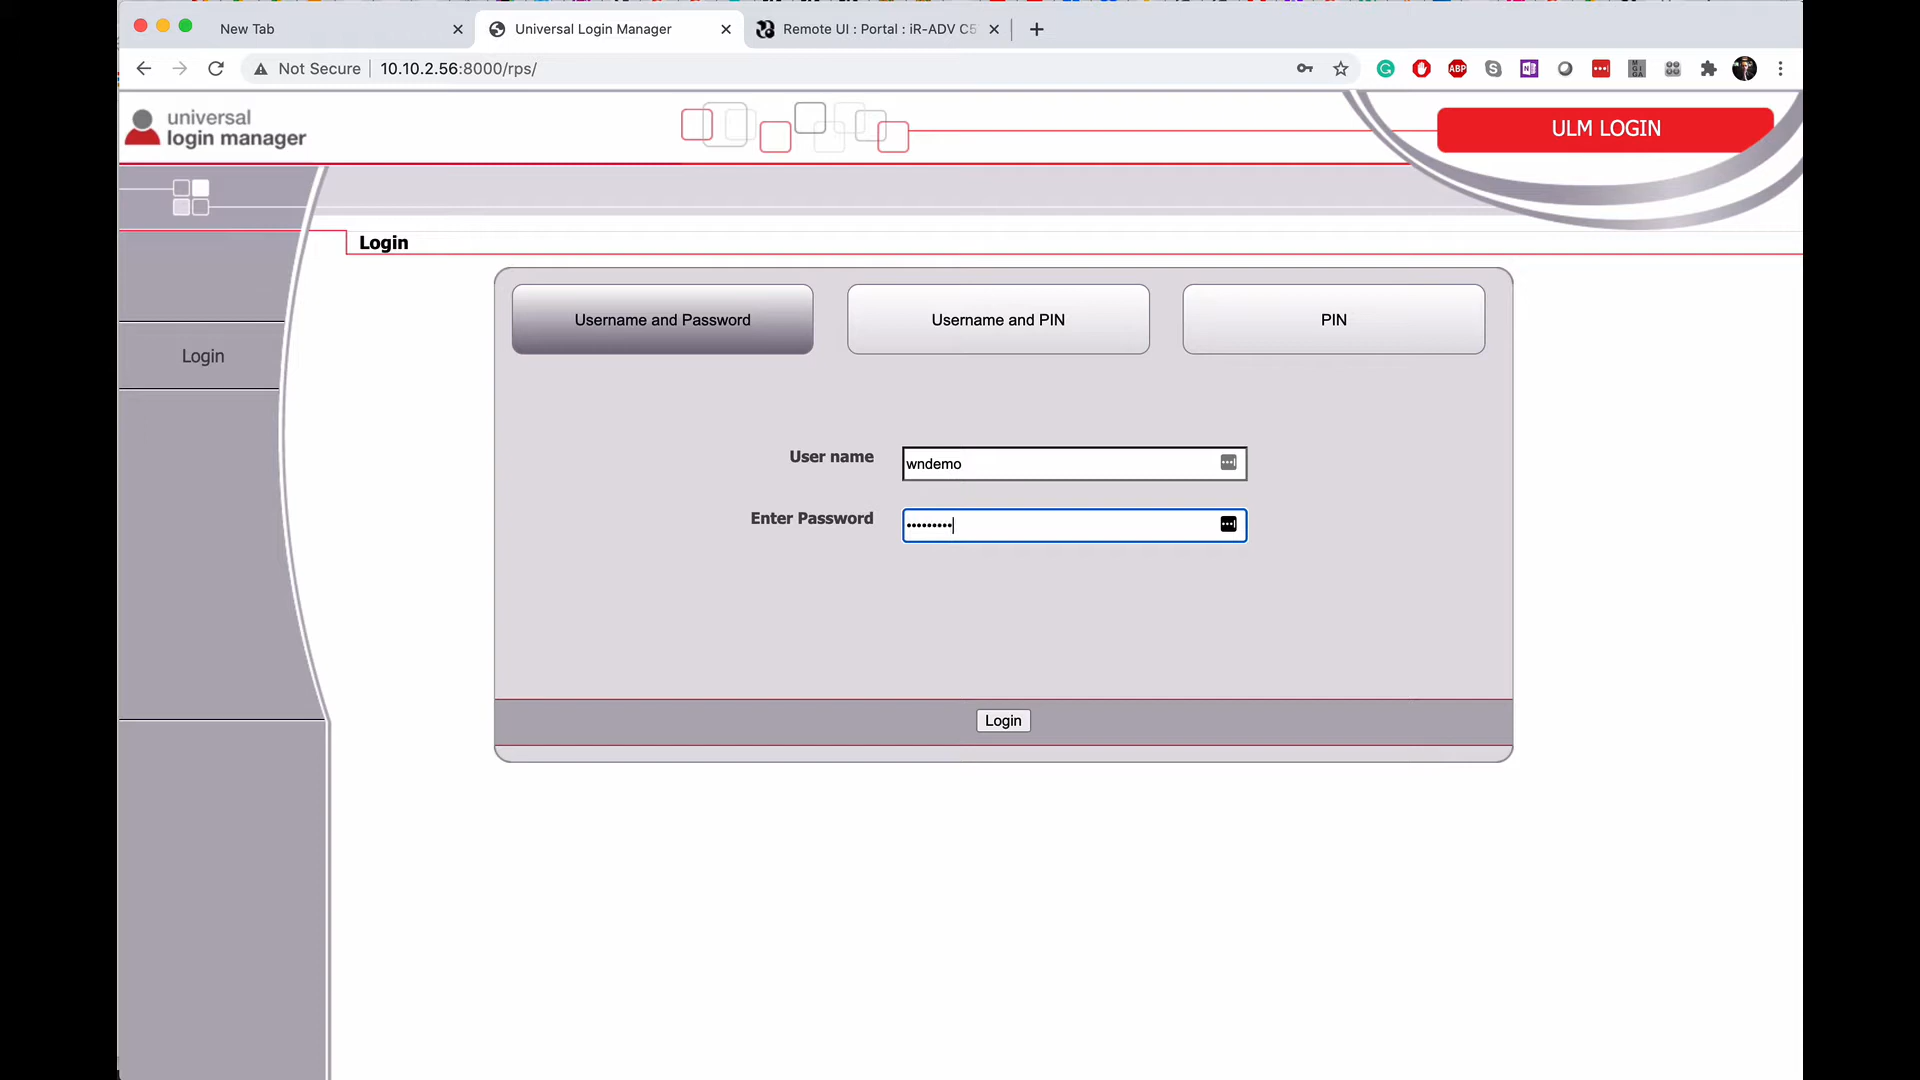 New Tab
Universal Login Manager
Remote UI : Portal : iR-ADV C5
Not Secure
10.10.2.56:8000/rps/
ABP
universal
login manager
ULM LOGIN
Login
Username and Password
Username and PIN
PIN
Login
User name
wndemo
Enter Password
•••••••••
Login